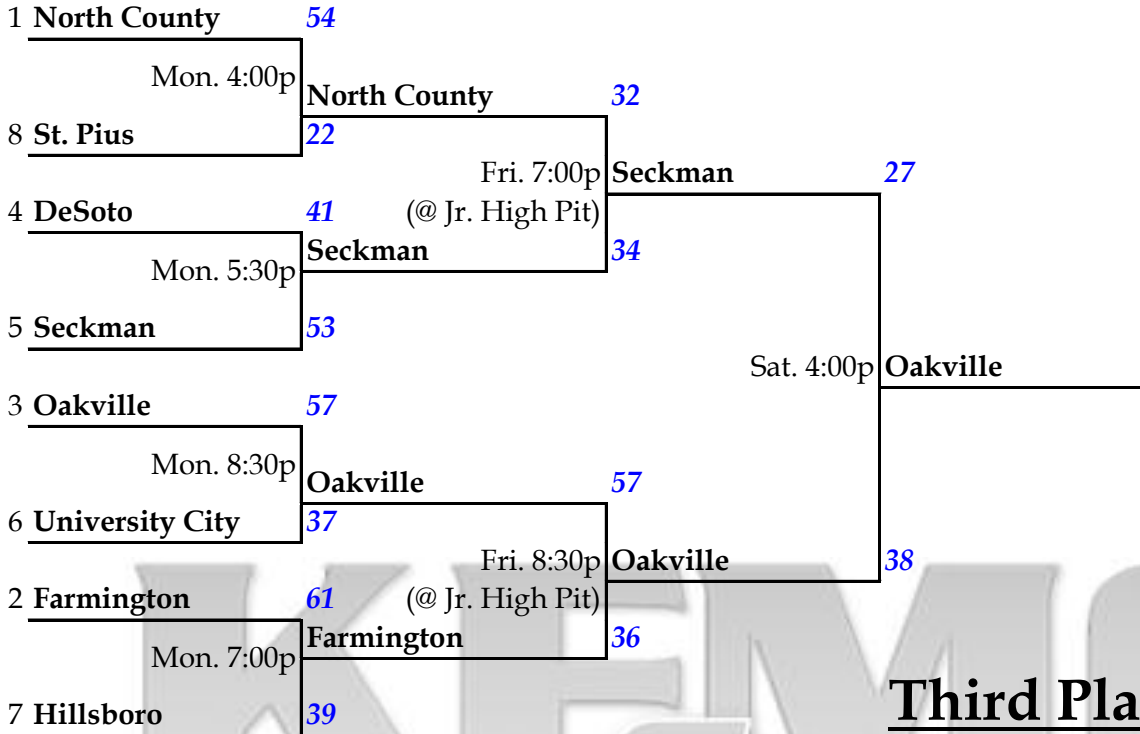 1 North County 54
Mon. 4:00p
North County 32
8 St. Pius 22
Fri. 7:00p Seckman 27
4 DeSoto 41 (@ Jr. High Pit)
Seckman 34
Mon. 5:30p
5 Seckman 53
Sat. 4:00p Oakville
3 Oakville 57
Mon. 8:30p
Oakville 57
6 University City 37
Fri. 8:30p Oakville 38
2 Farmington 61 (@ Jr. High Pit)
Farmington 36
Mon. 7:00p
7 Hillsboro 39
Third Pla